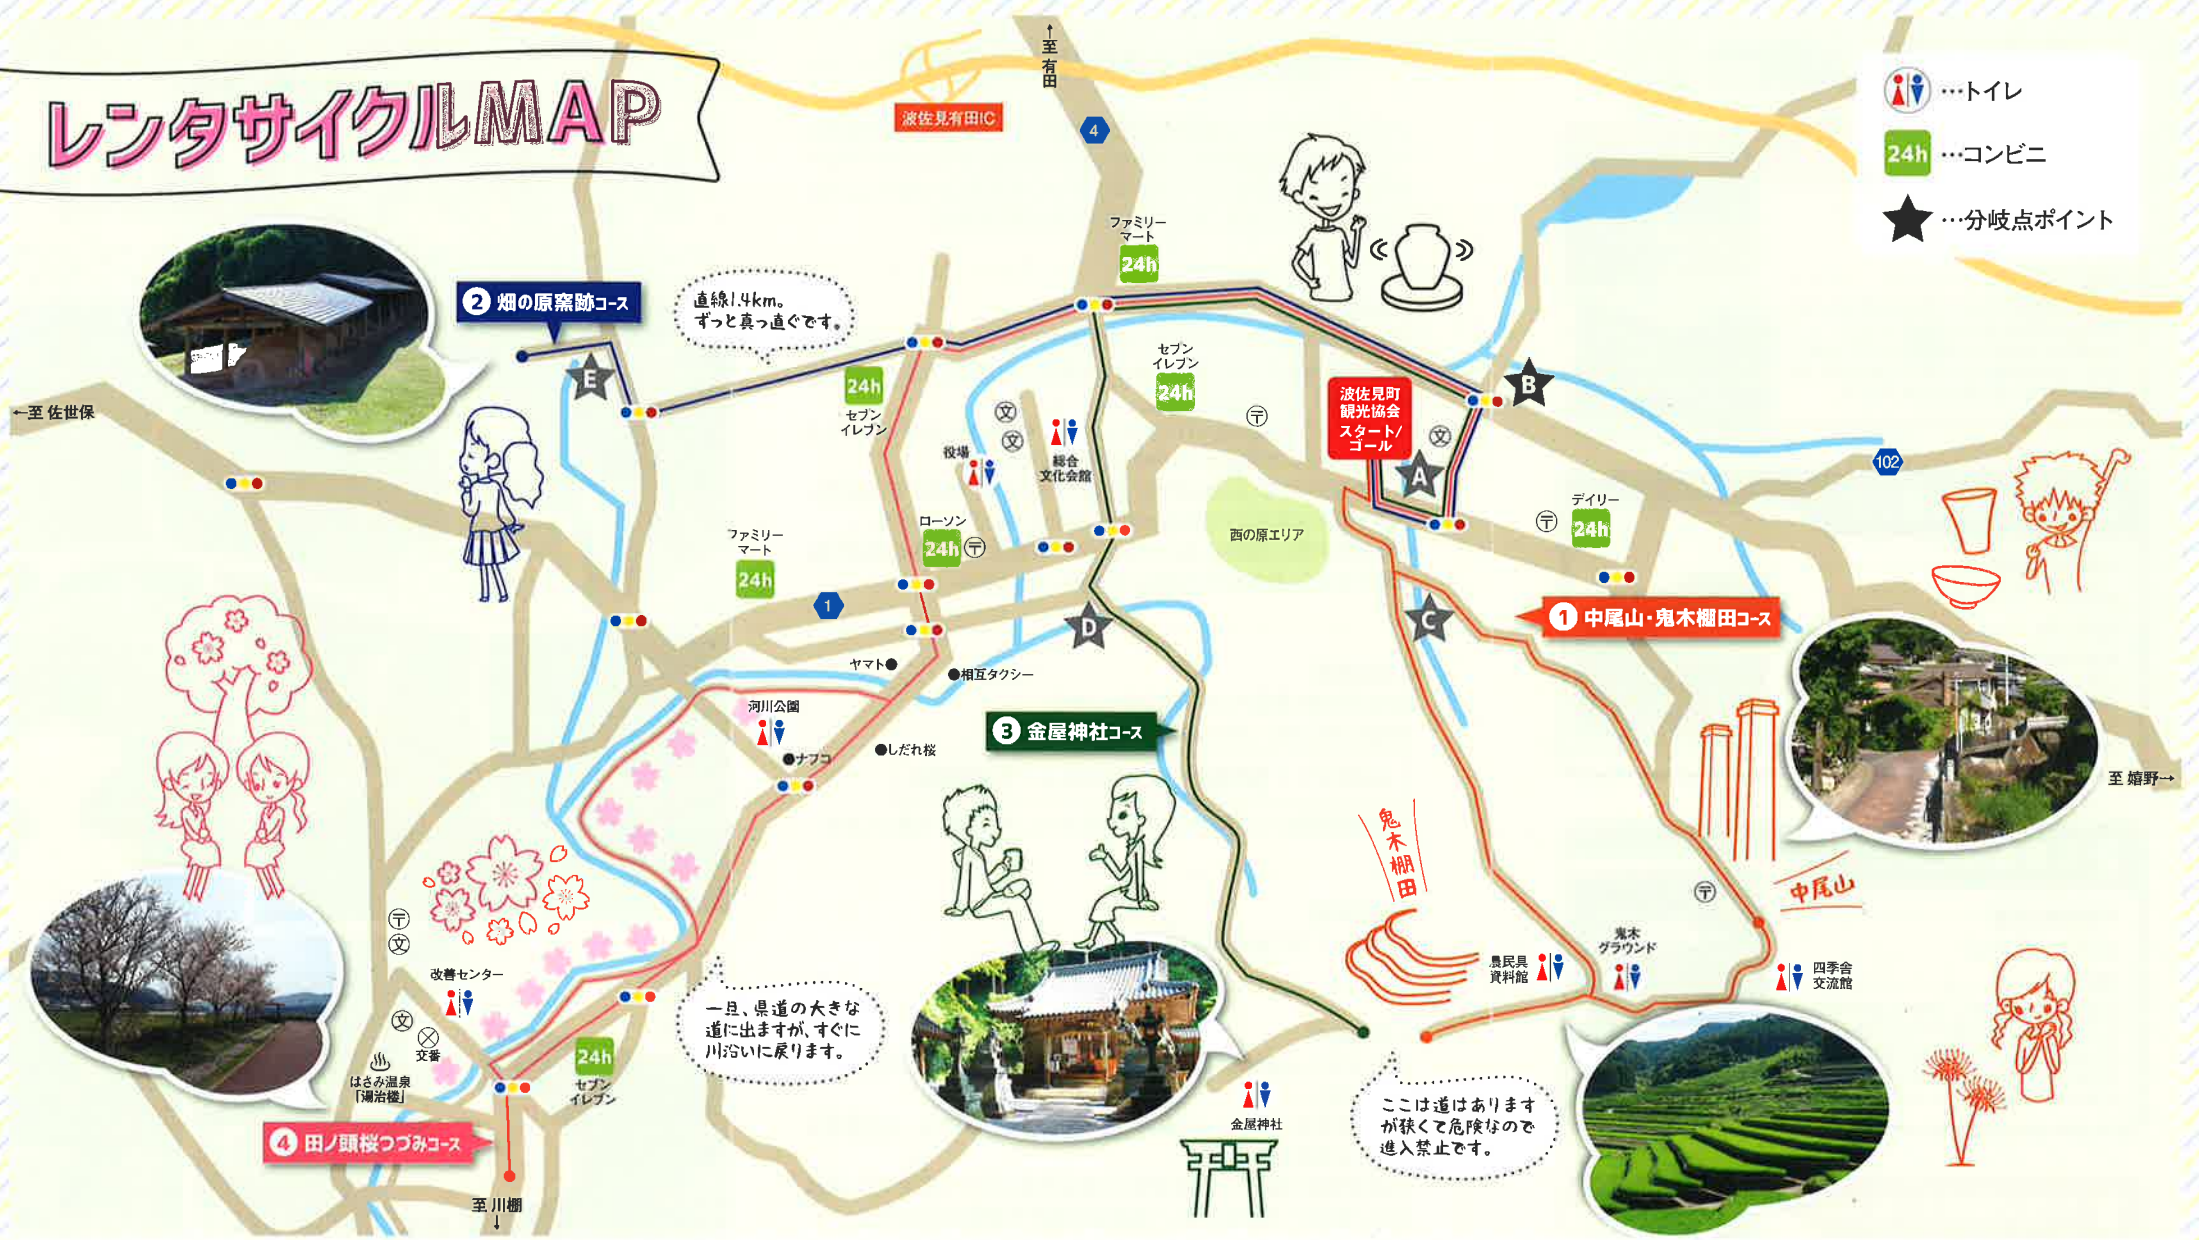 レンタサイクルMAP
↑至有田
波佐見有田IC
4
…トイレ
24h …コンビニ
…分岐点ポイント
ファミリー
マート
24h
② 畑の原窯跡コース
直線1.4km。
ずっと真っ直ぐです。
E
←至 佐世保
24h
セブン
イレブン
セブン
イレブン
24h
〒
波佐見町
観光協会
スタート/
ゴール
文
A
B
102
文
文
役場
総合
文化会館
西の原エリア
デイリー
24h
〒
ローソン
24h
〒
ファミリー
マート
24h
1
D
C
① 中尾山・鬼木棚田コース
ヤマト●
●相互タクシー
河川公園
●ナフコ
●しだれ桜
③ 金屋神社コース
至 嬉野→
鬼木棚田
中尾山
〒
農民具
資料館
鬼木
グラウンド
四季舎
交流館
〒
文
改善センター
文
交番
はさみ温泉
「湯治楼」
24h
セブン
イレブン
一旦、県道の大きな
道に出ますが、すぐに
川沿いに戻ります。
金屋神社
ここは道はあります
が狭くて危険なので
進入禁止です。
④ 田ノ頭桜つづみコース
至 川棚
↓